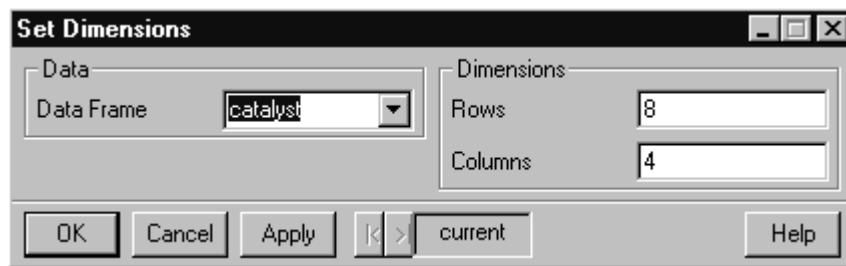 Set Dimensions
Data
Data Frame catalyst
Dimensions
Rows 8
Columns 4
OK Cancel Apply current Help